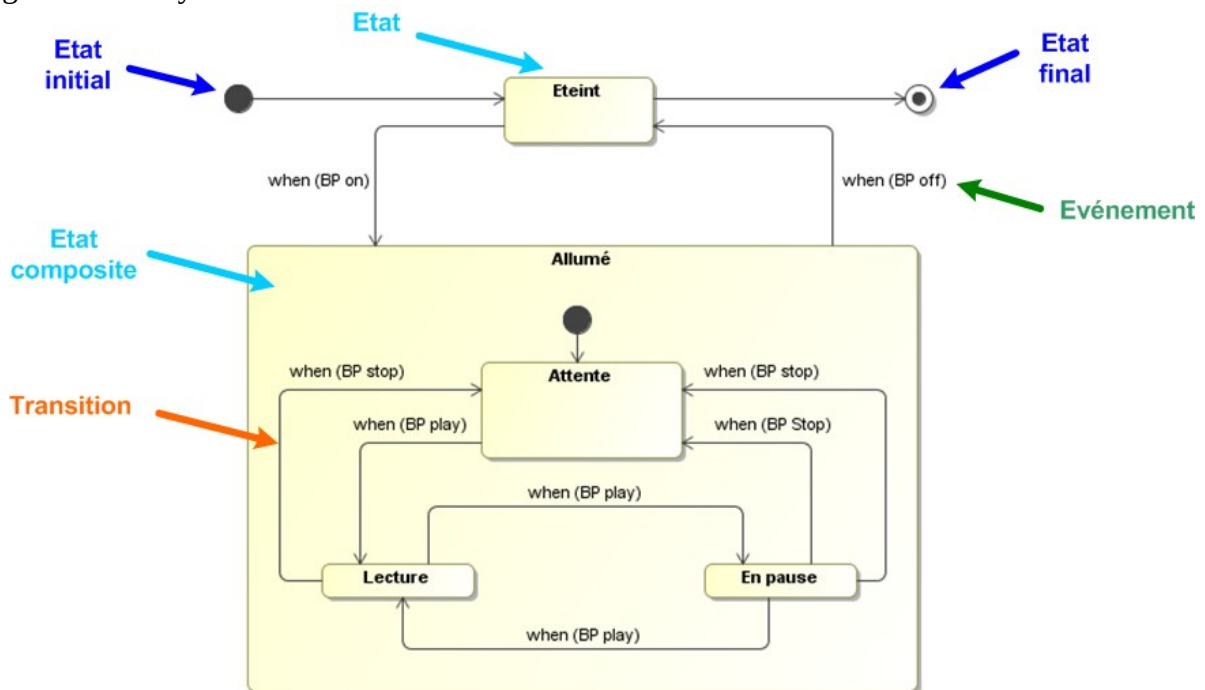 Etat
Etat
initial
Etat
final
Eteint
when (BP on)
when (BP off)
Evénement
Etat
composite
Allumé
when (BP stop)
Attente
when (BP stop)
Transition
when (BP play)
when (BP Stop)
when (BP play)
Lecture
En pause
when (BP play)